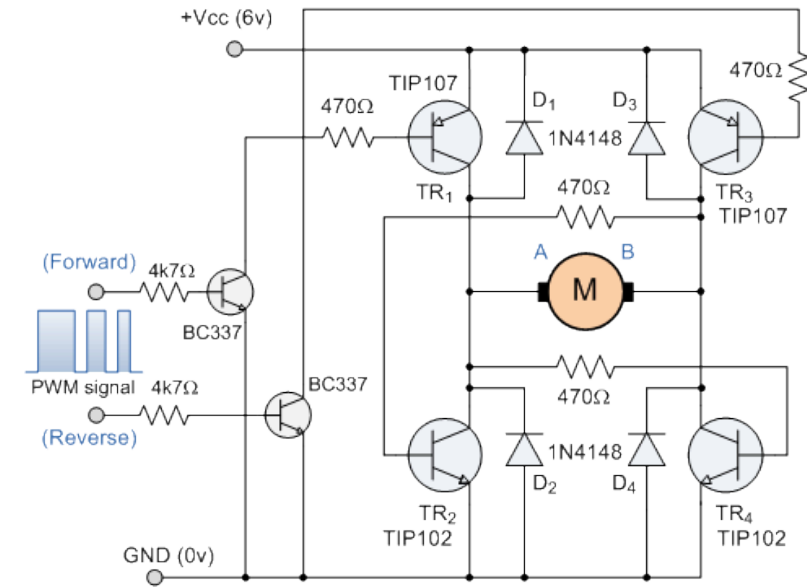 +Vcc (6v)
TIP107
470Ω
470Ω
D1
D3
1N4148
TR1
470Ω
TR3
TIP107
(Forward)
4k7Ω
A
B
M
BC337
PWM signal
4k7Ω
BC337
(Reverse)
470Ω
1N4148
TR2
D2
D4
TR4
TIP102
TIP102
GND (0v)